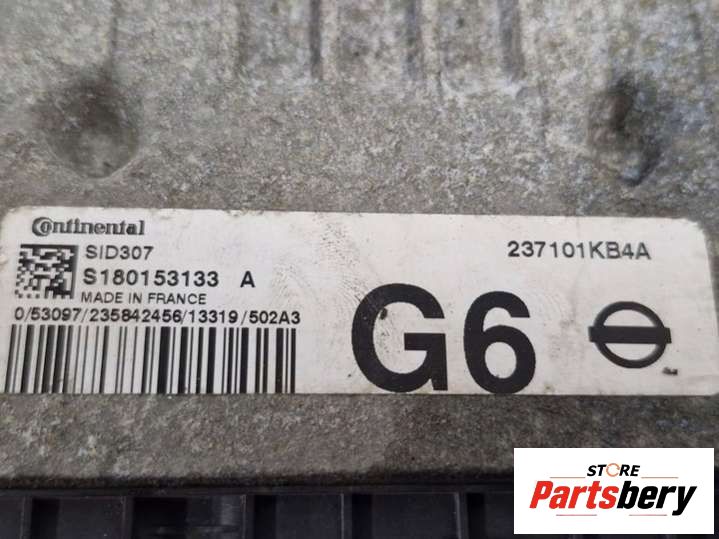 Continental
SID307
S180153133 A
MADE IN FRANCE
0/53097/235842456/13319/502A3
237101KB4A
G6
STORE
Partsbery